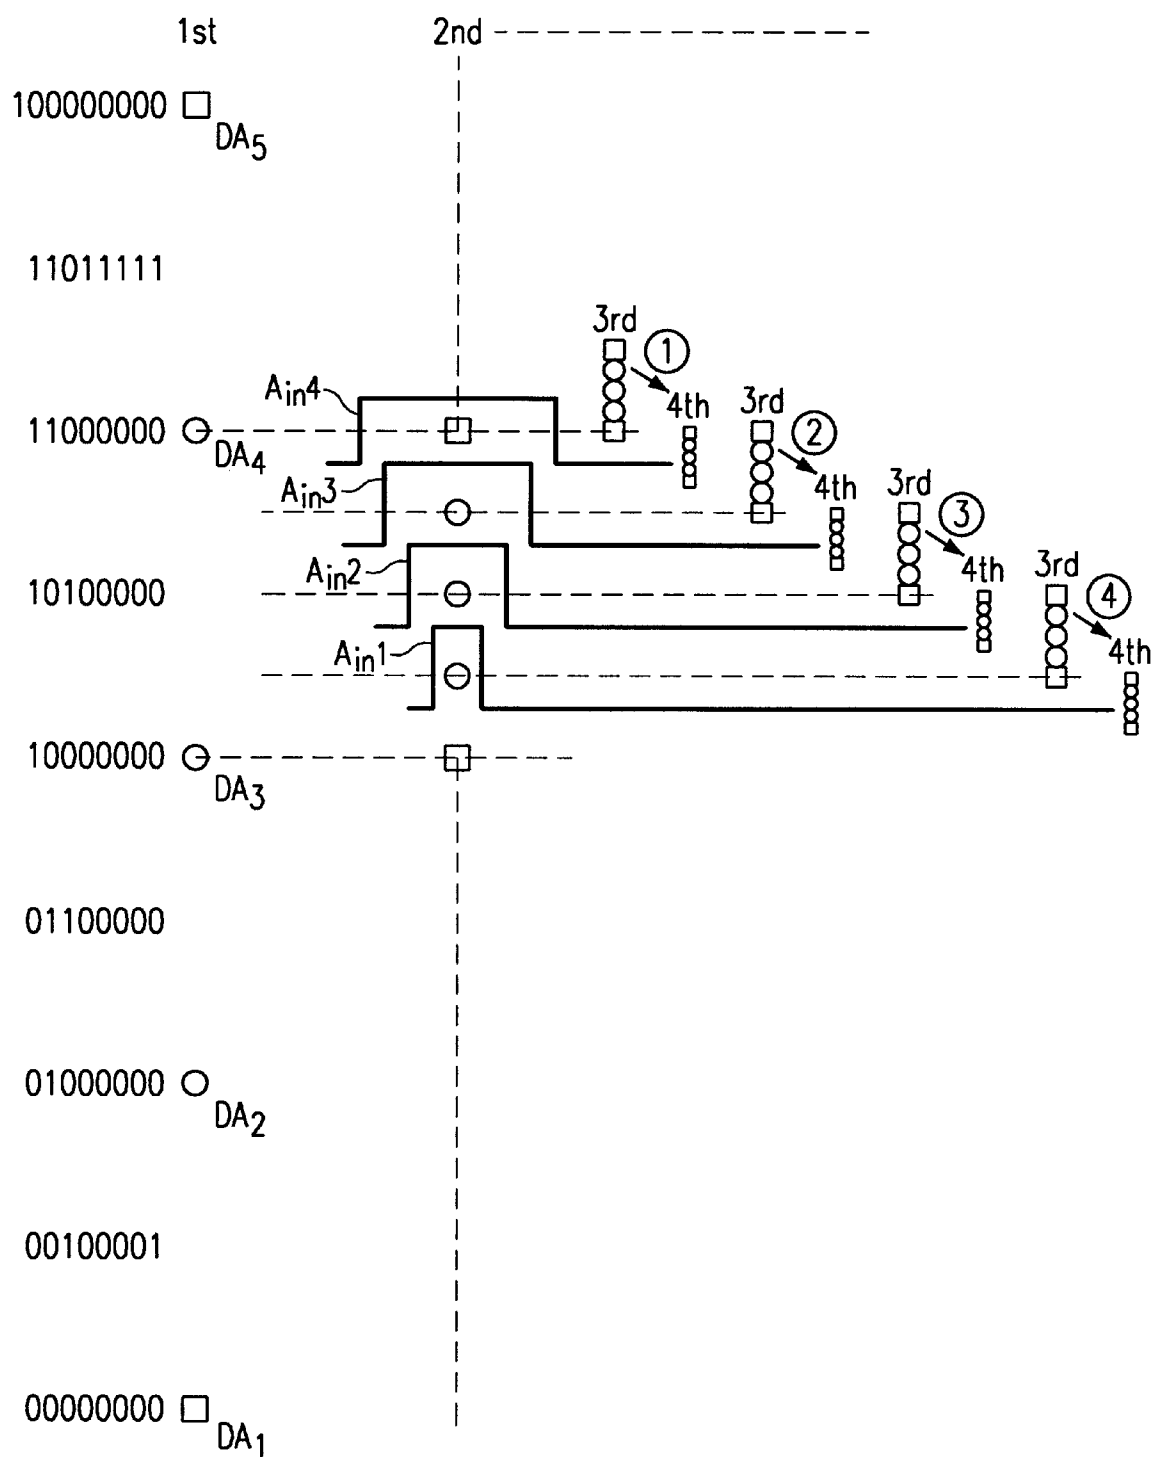 1st 2nd
100000000
DA5
11011111
3rd 1
Ain4
4th
11000000
DA4
3rd 2
Ain3
4th
3rd 3
10100000
Ain2
4th
3rd 4
Ain1
4th
10000000
DA3
01100000
01000000
DA2
00100001
00000000
DA1